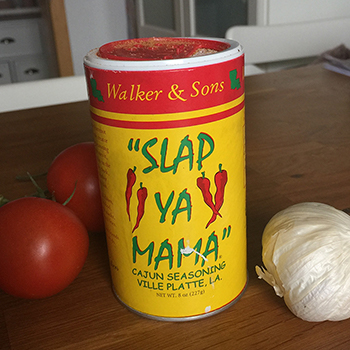 Walker & Sons
"SLAP
YA
MAMA"
CAJUN SEASONING
VILLE PLATTE, LA.
NET WT. 8 oz (227g)